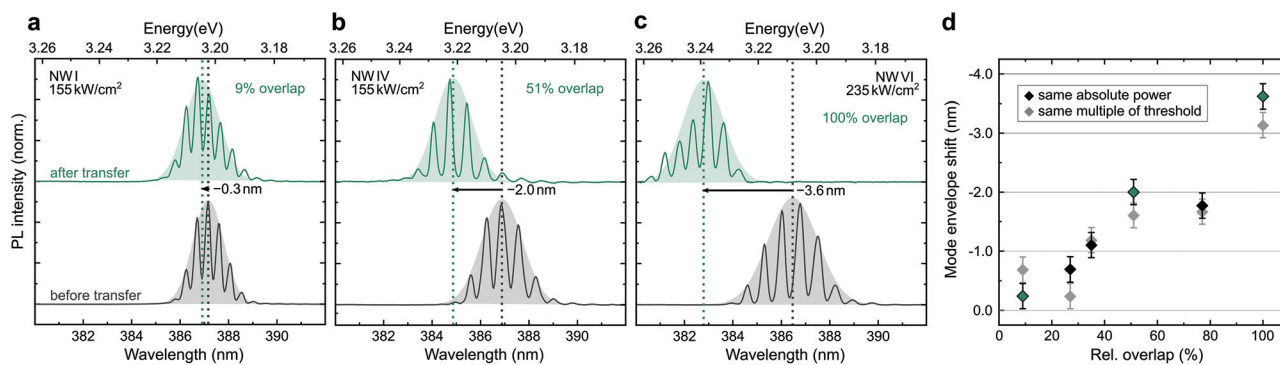 a
Energy(eV)
3.26 3.24 3.22 3.20 3.18
NW I
155 kW/cm²
9% overlap
after transfer
−0.3 nm
before transfer
PL intensity (norm.)
382 384 386 388 390
Wavelength (nm)
b
Energy(eV)
3.26 3.24 3.22 3.20 3.18
NW IV
155 kW/cm²
51% overlap
−2.0 nm
382 384 386 388 390
Wavelength (nm)
c
Energy(eV)
3.26 3.24 3.22 3.20 3.18
NW VI
235 kW/cm²
100% overlap
−3.6 nm
382 384 386 388 390
Wavelength (nm)
d
same absolute power
same multiple of threshold
Mode envelope shift (nm)
-4.0
-3.0
-2.0
-1.0
0.0
0 20 40 60 80 100
Rel. overlap (%)